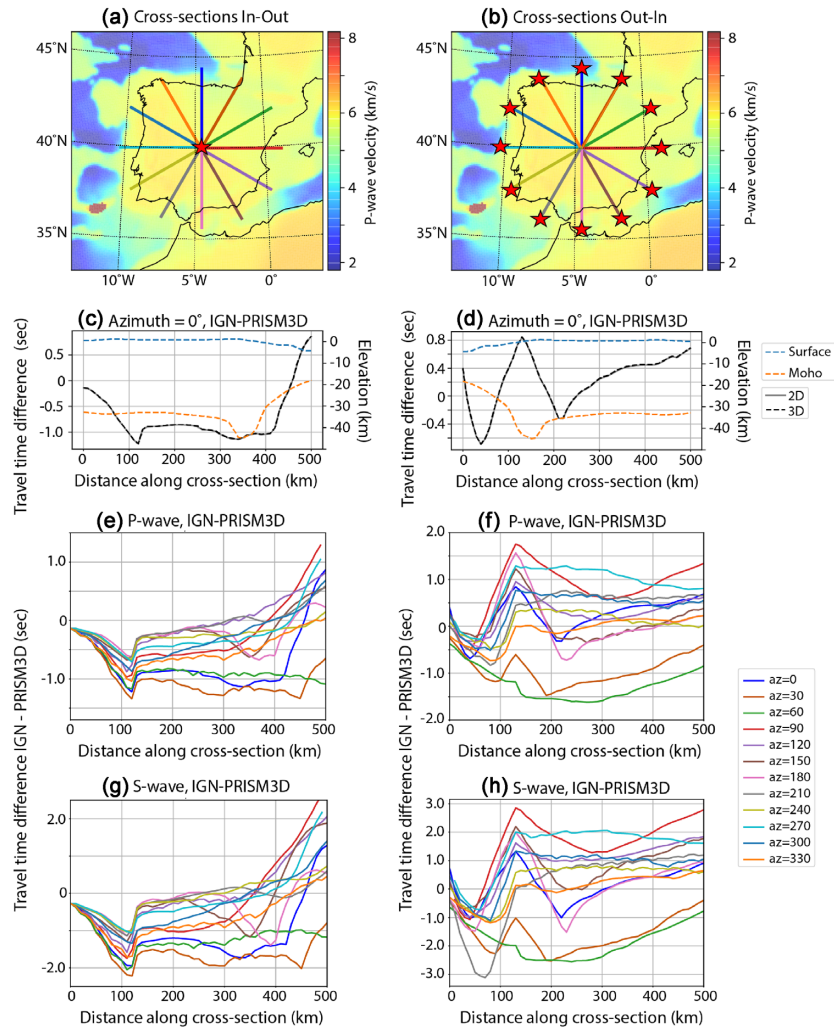 (a) Cross-sections In-Out
45°N
40°N
35°N
10°W
5°W
0°
8
6
4
2
P-wave velocity (km/s)
(b) Cross-sections Out-In
45°N
40°N
35°N
10°W
5°W
0°
8
6
4
2
P-wave velocity (km/s)
(c) Azimuth = 0°, IGN-PRISM3D
Travel time difference (sec)
0.5
0
-0.5
-1.0
0
-10
-20
-30
-40
Elevation (km)
0 100 200 300 400 500
Distance along cross-section (km)
(d) Azimuth = 0°, IGN-PRISM3D
Travel time difference (sec)
0.8
0.4
0
-0.4
0
-10
-20
-30
-40
Elevation (km)
0 100 200 300 400 500
Distance along cross-section (km)
Surface
Moho
2D
3D
(e) P-wave, IGN-PRISM3D
Travel time difference IGN - PRISM3D (sec)
1.0
0
-1.0
0 100 200 300 400 500
Distance along cross-section (km)
(f) P-wave, IGN-PRISM3D
Travel time difference IGN - PRISM3D (sec)
2.0
1.0
0
-1.0
-2.0
0 100 200 300 400 500
Distance along cross-section (km)
(g) S-wave, IGN-PRISM3D
2.0
0
-2.0
0 100 200 300 400 500
Distance along cross-section (km)
(h) S-wave, IGN-PRISM3D
3.0
2.0
1.0
0
-1.0
-2.0
-3.0
0 100 200 300 400 500
Distance along cross-section (km)
az=0
az=30
az=60
az=90
az=120
az=150
az=180
az=210
az=240
az=270
az=300
az=330